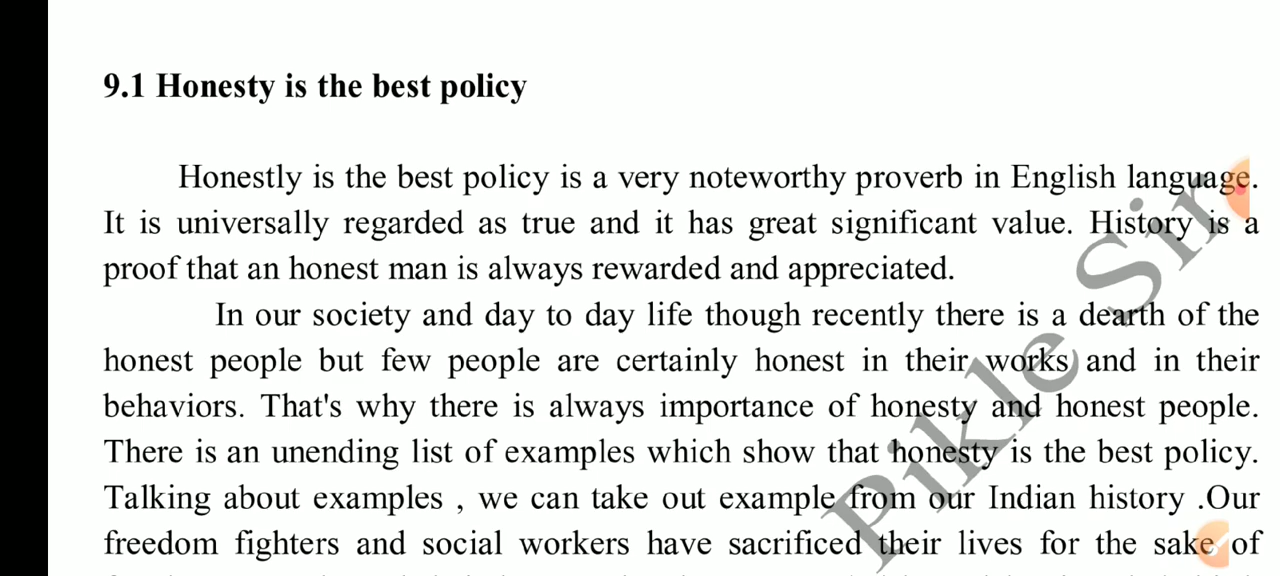 9.1 Honesty is the best policy
Honestly is the best policy is a very noteworthy proverb in English language.
It is universally regarded as true and it has great significant value. History is a
proof that an honest man is always rewarded and appreciated.
In our society and day to day life though recently there is a dearth of the
honest people but few people are certainly honest in their works and in their
behaviors. That's why there is always importance of honesty and honest people.
There is an unending list of examples which show that honesty is the best policy.
Talking about examples , we can take out example from our Indian history .Our
freedom fighters and social workers have sacrificed their lives for the sake of
Pikle Sir